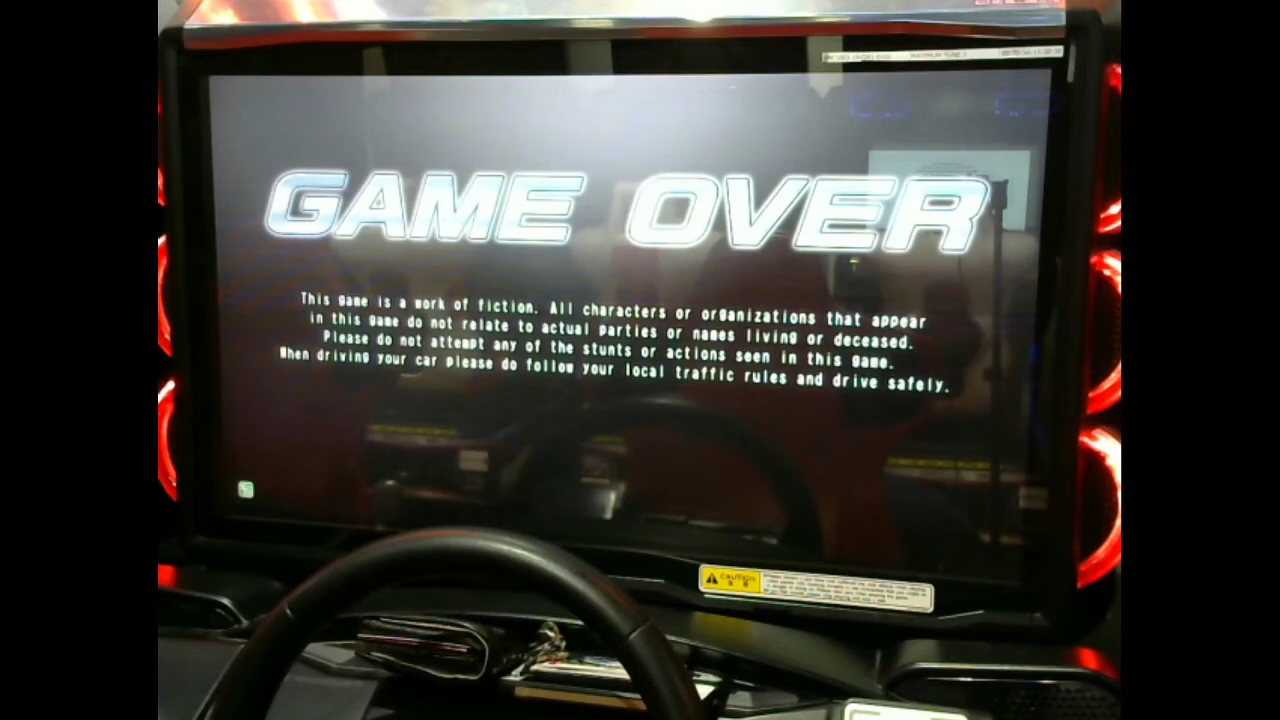 MAXIMUM TUNE
GAME OVER
This game is a work of fiction. All characters or organizations that appear
in this game do not relate to actual parties or names living or deceased.
Please do not attempt any of the stunts or actions seen in this game.
When driving your car please do follow your local traffic rules and drive safely.
CAUTION